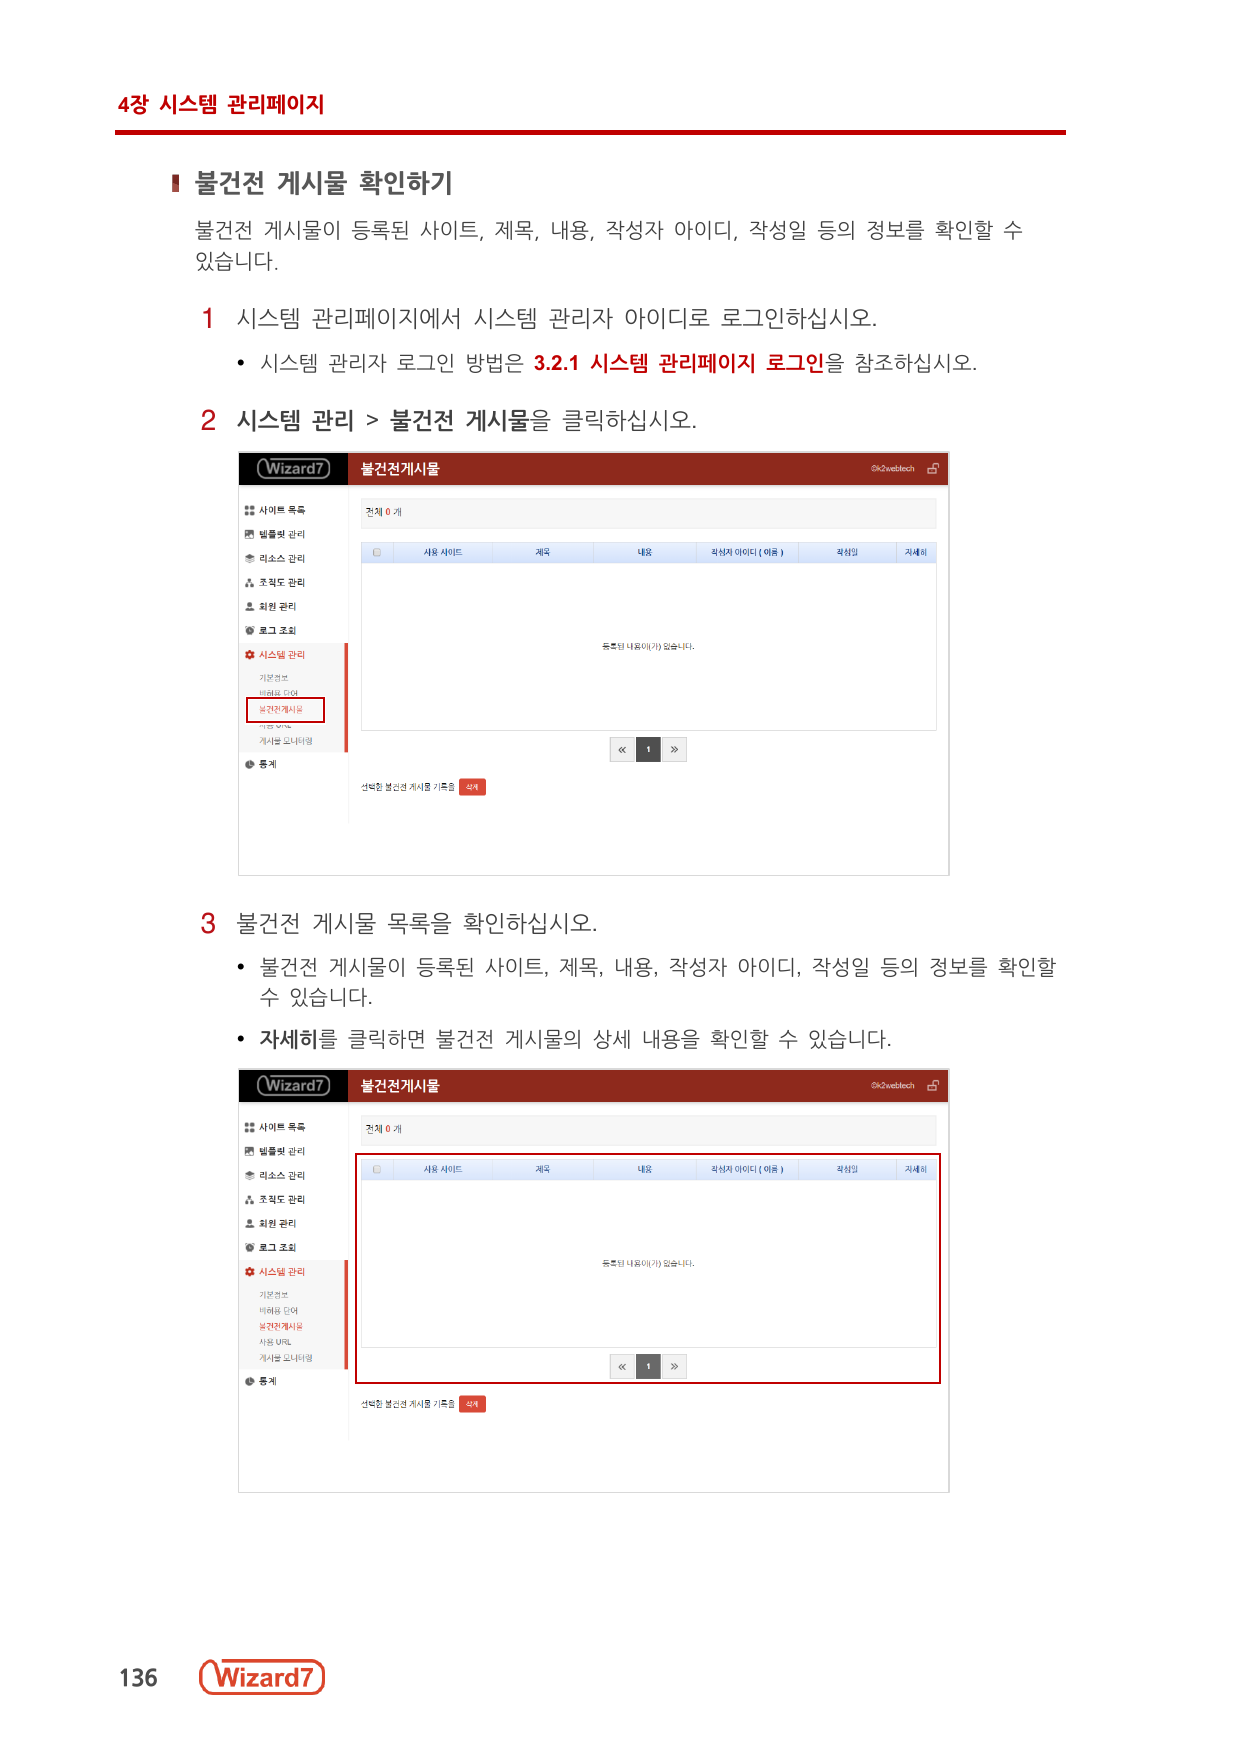 4장 시스템 관리페이지
불건전 게시물 확인하기
불건전 게시물이 등록된 사이트, 제목, 내용, 작성자 아이디, 작성일 등의 정보를 확인할 수
있습니다.
1 시스템 관리페이지에서 시스템 관리자 아이디로 로그인하십시오.
• 시스템 관리자 로그인 방법은 3.2.1 시스템 관리페이지 로그인을 참조하십시오.
2 시스템 관리 > 불건전 게시물을 클릭하십시오.
Wizard7 불건전게시물 @k2webtech
사이트 목록
전체 0 개
템플릿 관리
리소스 관리
사용 사이트 제목 내용 작성자 아이디 ( 이름 ) 작성일 자세히
조직도 관리
회원 관리
로그 조회
등록된 내용이(가) 없습니다.
시스템 관리
기본정보
비허용 단어
불건전게시물
사용 URL
게시물 모니터링
« 1 »
통계
선택한 불건전 게시물 기록을 삭제
3 불건전 게시물 목록을 확인하십시오.
• 불건전 게시물이 등록된 사이트, 제목, 내용, 작성자 아이디, 작성일 등의 정보를 확인할
수 있습니다.
• 자세히를 클릭하면 불건전 게시물의 상세 내용을 확인할 수 있습니다.
Wizard7 불건전게시물 @k2webtech
사이트 목록
전체 0 개
템플릿 관리
리소스 관리
사용 사이트 제목 내용 작성자 아이디 ( 이름 ) 작성일 자세히
조직도 관리
회원 관리
로그 조회
등록된 내용이(가) 없습니다.
시스템 관리
기본정보
비허용 단어
불건전게시물
사용 URL
게시물 모니터링
« 1 »
통계
선택한 불건전 게시물 기록을 삭제
136 Wizard7